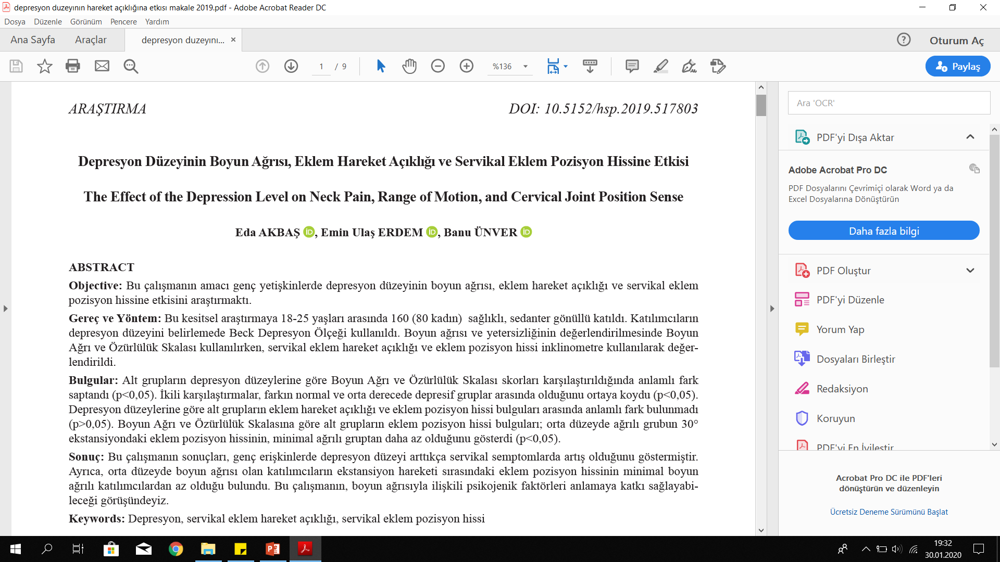 depresyon duzeyının hareket açıklığına etkısı makale 2019.pdf - Adobe Acrobat Reader DC
Dosya Düzenle Görünüm Pencere Yardım
Ana Sayfa Araçlar depresyon duzeyını... × Oturum Aç
1 / 9 %136 Paylaş
ARAŞTIRMA DOI: 10.5152/hsp.2019.517803
Depresyon Düzeyinin Boyun Ağrısı, Eklem Hareket Açıklığı ve Servikal Eklem Pozisyon Hissine Etkisi
The Effect of the Depression Level on Neck Pain, Range of Motion, and Cervical Joint Position Sense
Eda AKBAŞ iD, Emin Ulaş ERDEM iD, Banu ÜNVER iD
ABSTRACT
Objective: Bu çalışmanın amacı genç yetişkinlerde depresyon düzeyinin boyun ağrısı, eklem hareket açıklığı ve servikal eklem
pozisyon hissine etkisini araştırmaktı.
Gereç ve Yöntem: Bu kesitsel araştırmaya 18-25 yaşları arasında 160 (80 kadın) sağlıklı, sedanter gönüllü katıldı. Katılımcıların
depresyon düzeyini belirlemede Beck Depresyon Ölçeği kullanıldı. Boyun ağrısı ve yetersizliğinin değerlendirilmesinde Boyun
Ağrı ve Özürlülük Skalası kullanılırken, servikal eklem hareket açıklığı ve eklem pozisyon hissi inklinometre kullanılarak değer-
lendirildi.
Bulgular: Alt grupların depresyon düzeylerine göre Boyun Ağrı ve Özürlülük Skalası skorları karşılaştırıldığında anlamlı fark
saptandı (p<0,05). İkili karşılaştırmalar, farkın normal ve orta derecede depresif gruplar arasında olduğunu ortaya koydu (p<0,05).
Depresyon düzeylerine göre alt grupların eklem hareket açıklığı ve eklem pozisyon hissi bulguları arasında anlamlı fark bulunmadı
(p>0,05). Boyun Ağrı ve Özürlülük Skalasına göre alt grupların eklem pozisyon hissi bulguları; orta düzeyde ağrılı grubun 30°
ekstansiyondaki eklem pozisyon hissinin, minimal ağrılı gruptan daha az olduğunu gösterdi (p<0,05).
Sonuç: Bu çalışmanın sonuçları, genç erişkinlerde depresyon düzeyi arttıkça servikal semptomlarda artış olduğunu göstermiştir.
Ayrıca, orta düzeyde boyun ağrısı olan katılımcıların ekstansiyon hareketi sırasındaki eklem pozisyon hissinin minimal boyun
ağrılı katılımcılardan az olduğu bulundu. Bu çalışmanın, boyun ağrısıyla ilişkili psikojenik faktörleri anlamaya katkı sağlayabi-
leceği görüşündeyiz.
Keywords: Depresyon, servikal eklem hareket açıklığı, servikal eklem pozisyon hissi
Ara 'OCR'
PDF'yi Dışa Aktar
Adobe Acrobat Pro DC
PDF Dosyalarını Çevrimiçi olarak Word ya da
Excel Dosyalarına Dönüştürün
Daha fazla bilgi
PDF Oluştur
PDF'yi Düzenle
Yorum Yap
Dosyaları Birleştir
Redaksiyon
Koruyun
PDF'yi En İyileştir
Acrobat Pro DC ile PDF'leri
dönüştürün ve düzenleyin
Ücretsiz Deneme Sürümünü Başlat
19:32
30.01.2020